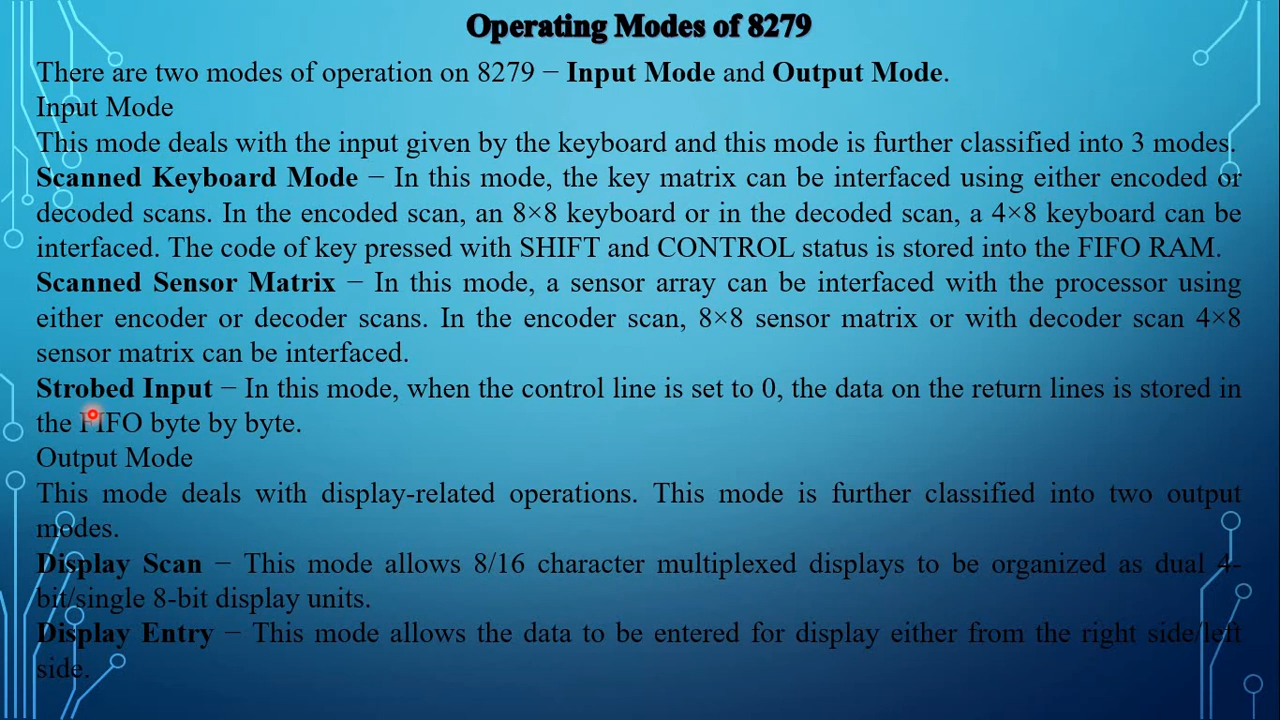 Operating Modes of 8279
There are two modes of operation on 8279 − Input Mode and Output Mode.
Input Mode
This mode deals with the input given by the keyboard and this mode is further classified into 3 modes.
Scanned Keyboard Mode − In this mode, the key matrix can be interfaced using either encoded or
decoded scans. In the encoded scan, an 8×8 keyboard or in the decoded scan, a 4×8 keyboard can be
interfaced. The code of key pressed with SHIFT and CONTROL status is stored into the FIFO RAM.
Scanned Sensor Matrix − In this mode, a sensor array can be interfaced with the processor using
either encoder or decoder scans. In the encoder scan, 8×8 sensor matrix or with decoder scan 4×8
sensor matrix can be interfaced.
Strobed Input − In this mode, when the control line is set to 0, the data on the return lines is stored in
the FIFO byte by byte.
Output Mode
This mode deals with display-related operations. This mode is further classified into two output
modes.
Display Scan − This mode allows 8/16 character multiplexed displays to be organized as dual 4-
bit/single 8-bit display units.
Display Entry − This mode allows the data to be entered for display either from the right side/left
side.